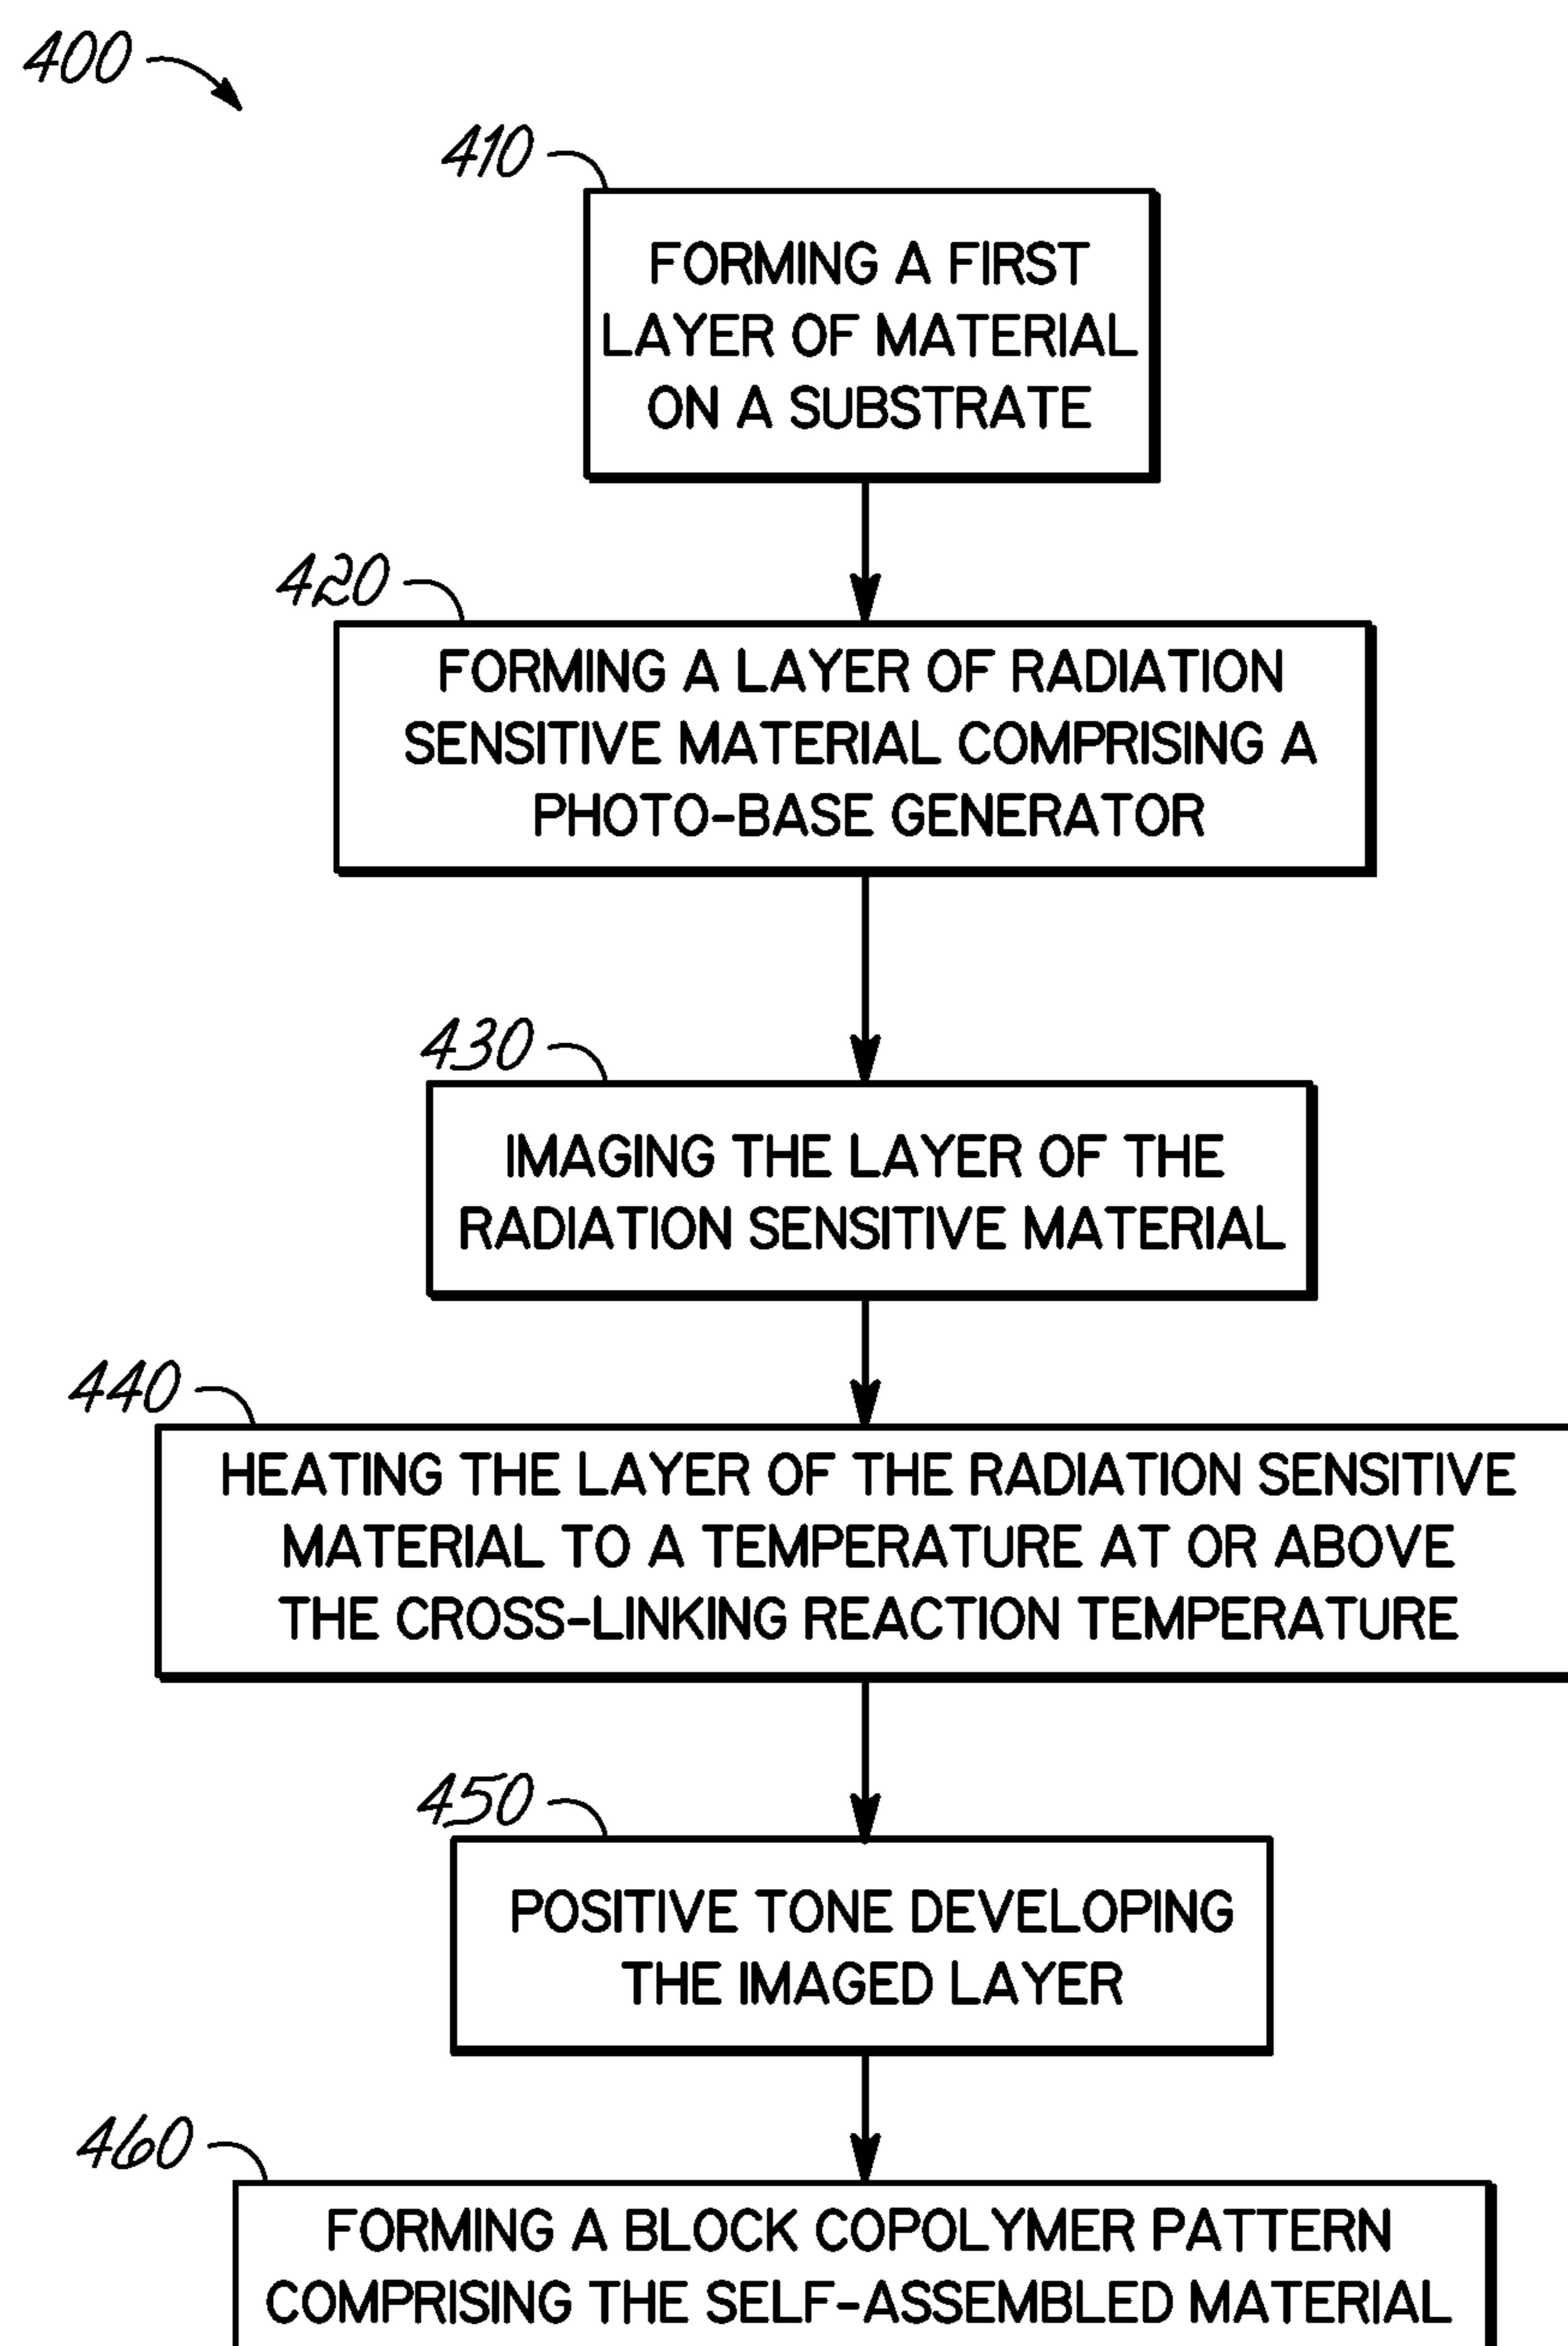 400
410
FORMING A FIRST
LAYER OF MATERIAL
ON A SUBSTRATE
420
FORMING A LAYER OF RADIATION
SENSITIVE MATERIAL COMPRISING A
PHOTO-BASE GENERATOR
430
IMAGING THE LAYER OF THE
RADIATION SENSITIVE MATERIAL
440
HEATING THE LAYER OF THE RADIATION SENSITIVE
MATERIAL TO A TEMPERATURE AT OR ABOVE
THE CROSS-LINKING REACTION TEMPERATURE
450
POSITIVE TONE DEVELOPING
THE IMAGED LAYER
460
FORMING A BLOCK COPOLYMER PATTERN
COMPRISING THE SELF-ASSEMBLED MATERIAL